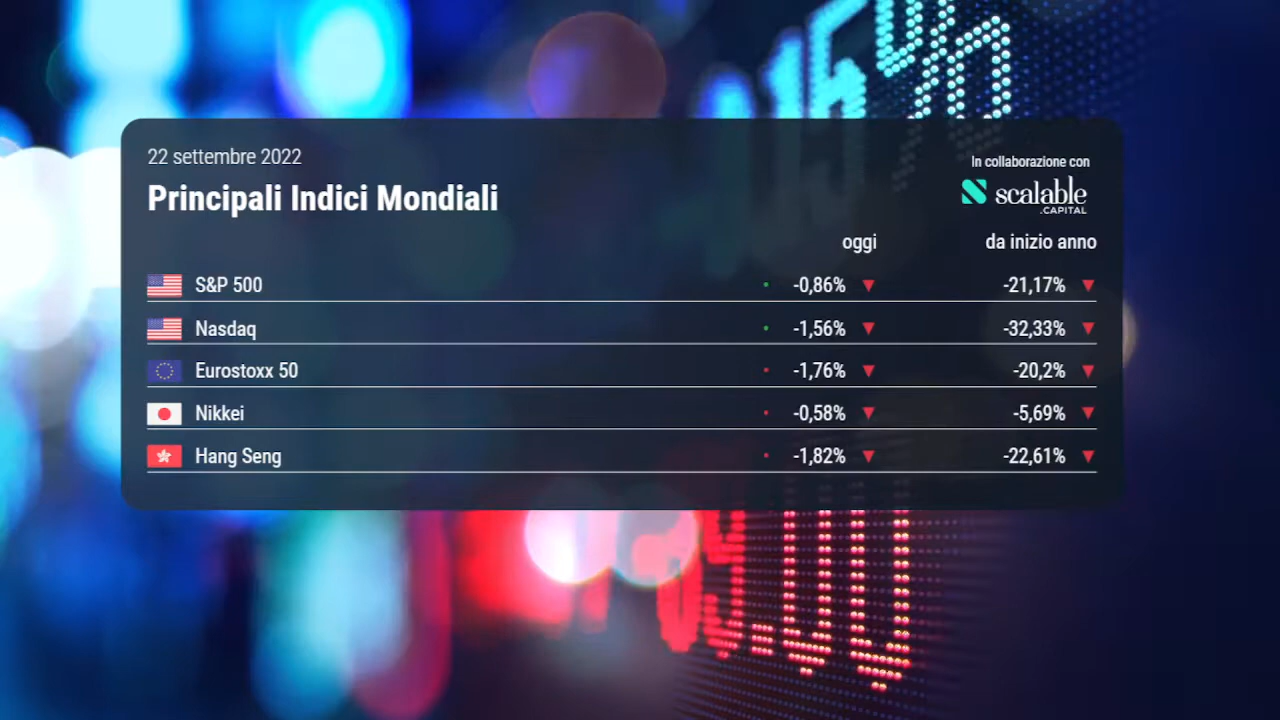 15%
22 settembre 2022
In collaborazione con
Principali Indici Mondiali
scalable
.CAPITAL
oggi da inizio anno
S&P 500 -0,86% ▼ -21,17% ▼
Nasdaq -1,56% ▼ -32,33% ▼
Eurostoxx 50 -1,76% ▼ -20,2% ▼
Nikkei -0,58% ▼ -5,69% ▼
Hang Seng -1,82% ▼ -22,61% ▼